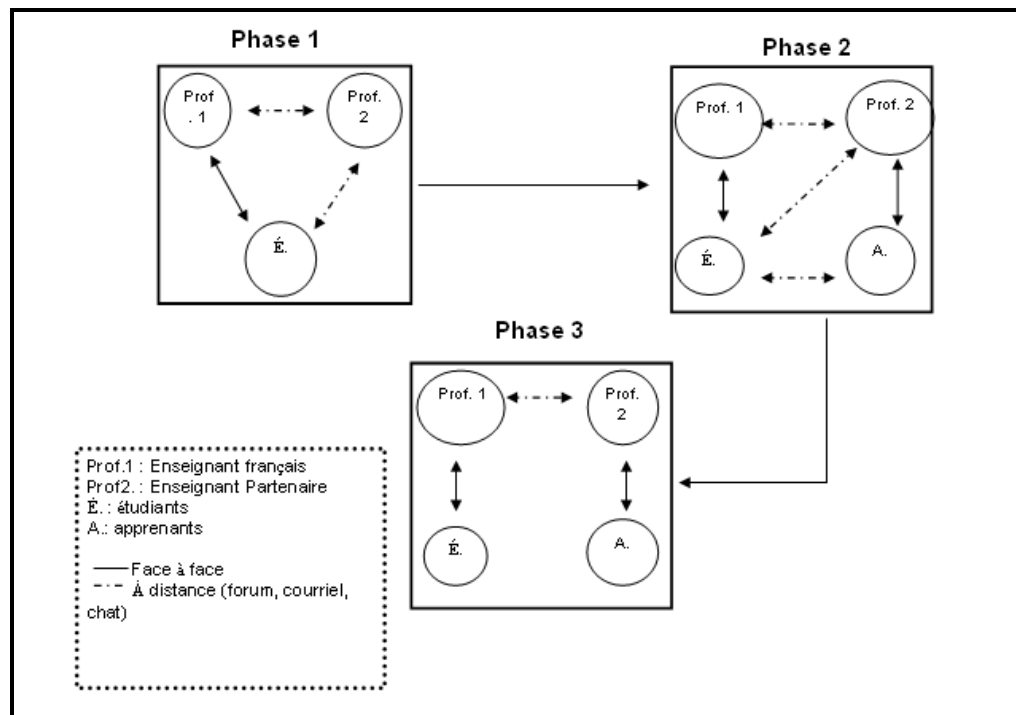 Phase 1
Prof
. 1
Prof.
2
É.
Phase 2
Prof. 1
Prof. 2
É.
A.
Phase 3
Prof. 1
Prof.
2
É.
A.
Prof.1 : Enseignant français
Prof2. : Enseignant Partenaire
É. : étudiants
A.: apprenants
Face à face
À distance (forum, courriel,
chat)